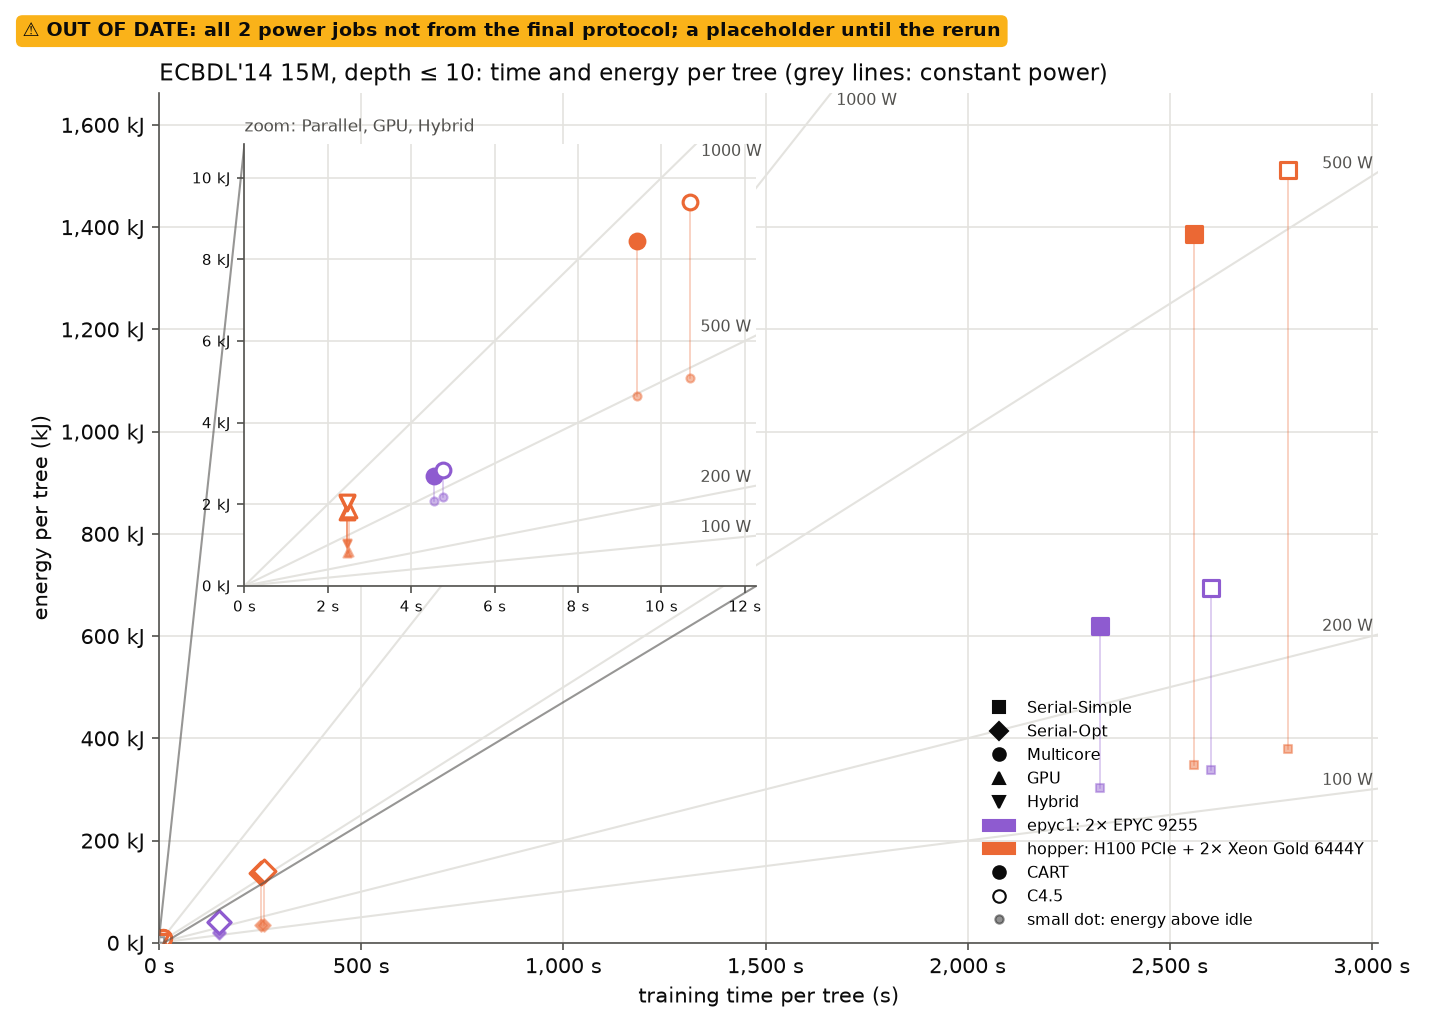 ⚠ OUT OF DATE: all 2 power jobs not from the final protocol; a placeholder until the rerun
ECBDL'14 15M, depth ≤ 10: time and energy per tree (grey lines: constant power)
1000 W
zoom: Parallel, GPU, Hybrid
1000 W
500 W
200 W
100 W
10 kJ
8 kJ
6 kJ
4 kJ
2 kJ
0 kJ
0 s
2 s
4 s
6 s
8 s
10 s
12 s
500 W
200 W
100 W
1,600 kJ
1,400 kJ
1,200 kJ
1,000 kJ
800 kJ
600 kJ
400 kJ
200 kJ
0 kJ
energy per tree (kJ)
Serial-Simple
Serial-Opt
Multicore
GPU
Hybrid
epyc1: 2× EPYC 9255
hopper: H100 PCIe + 2× Xeon Gold 6444Y
CART
C4.5
small dot: energy above idle
0 s
500 s
1,000 s
1,500 s
2,000 s
2,500 s
3,000 s
training time per tree (s)